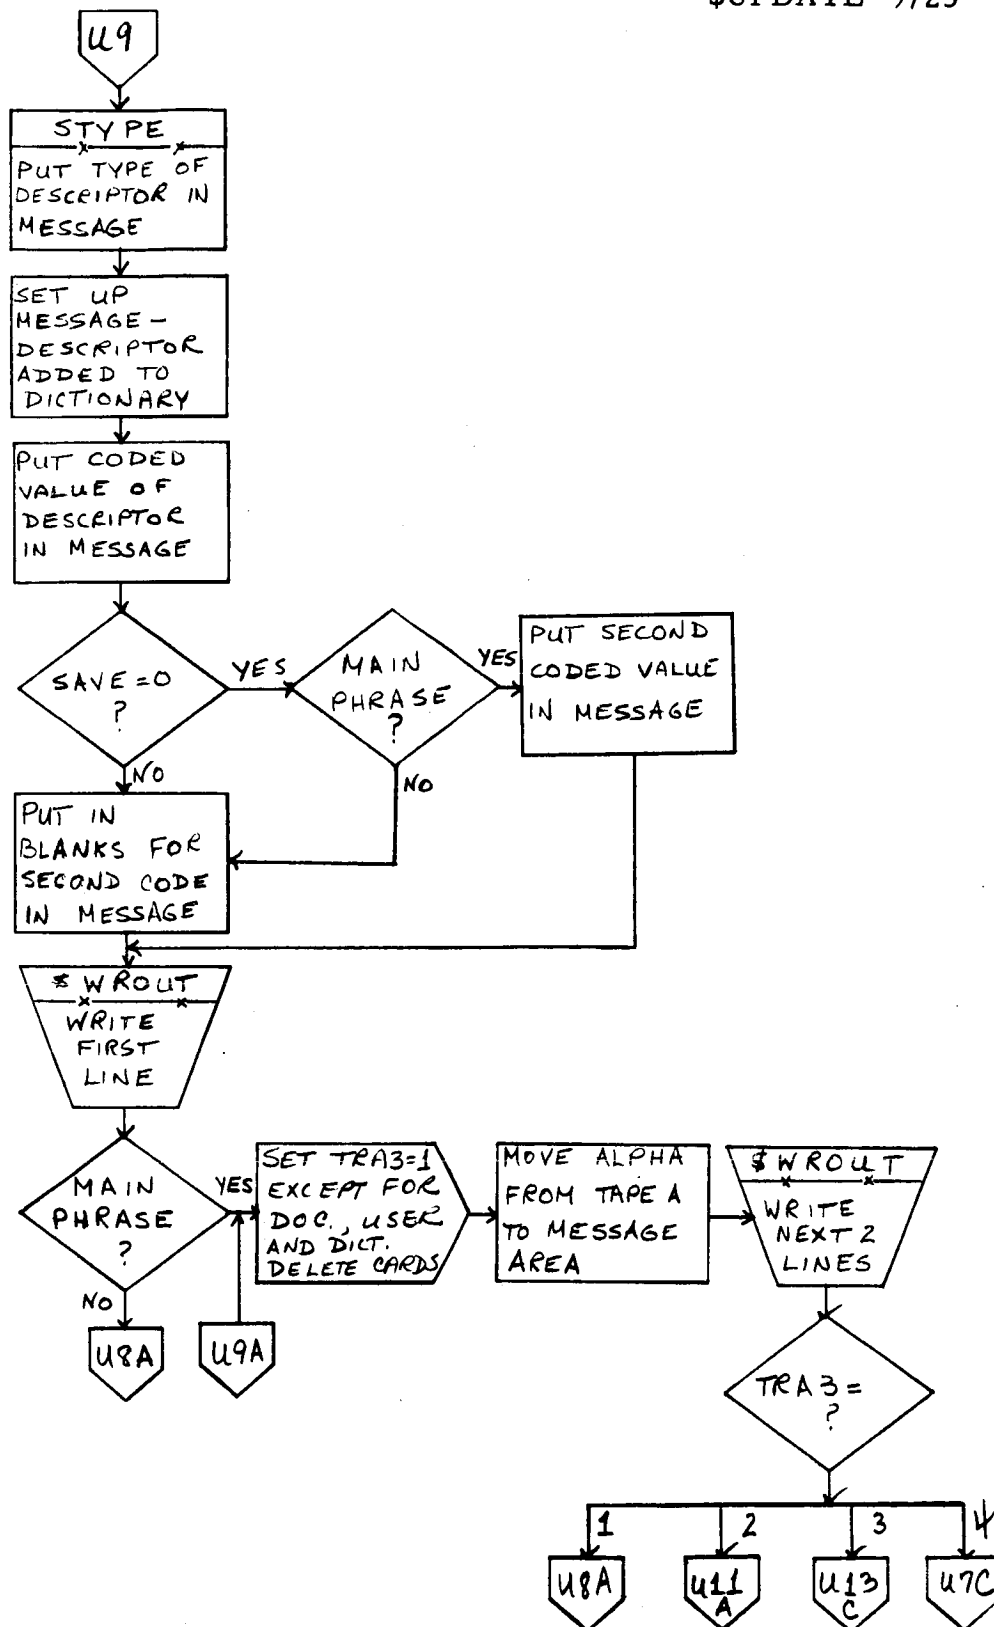 $UPDATE 9/25
U9
STYPE
PUT TYPE OF
DESCRIPTOR IN
MESSAGE
SET UP
MESSAGE-
DESCRIPTOR
ADDED TO
DICTIONARY
PUT CODED
VALUE OF
DESCRIPTOR
IN MESSAGE
SAVE=0
?
YES
MAIN
PHRASE
?
YES
PUT SECOND
CODED VALUE
IN MESSAGE
NO
NO
PUT IN
BLANKS FOR
SECOND CODE
IN MESSAGE
$WROUT
WRITE
FIRST
LINE
MAIN
PHRASE
?
YES
SET TRA3=1
EXCEPT FOR
DOC., USER
AND DICT.
DELETE CARDS
MOVE ALPHA
FROM TAPE A
TO MESSAGE
AREA
$WROUT
WRITE
NEXT 2
LINES
NO
U8A
U9A
TRA3=
?
1
2
3
4
U8A
U11
A
U13
C
U7C